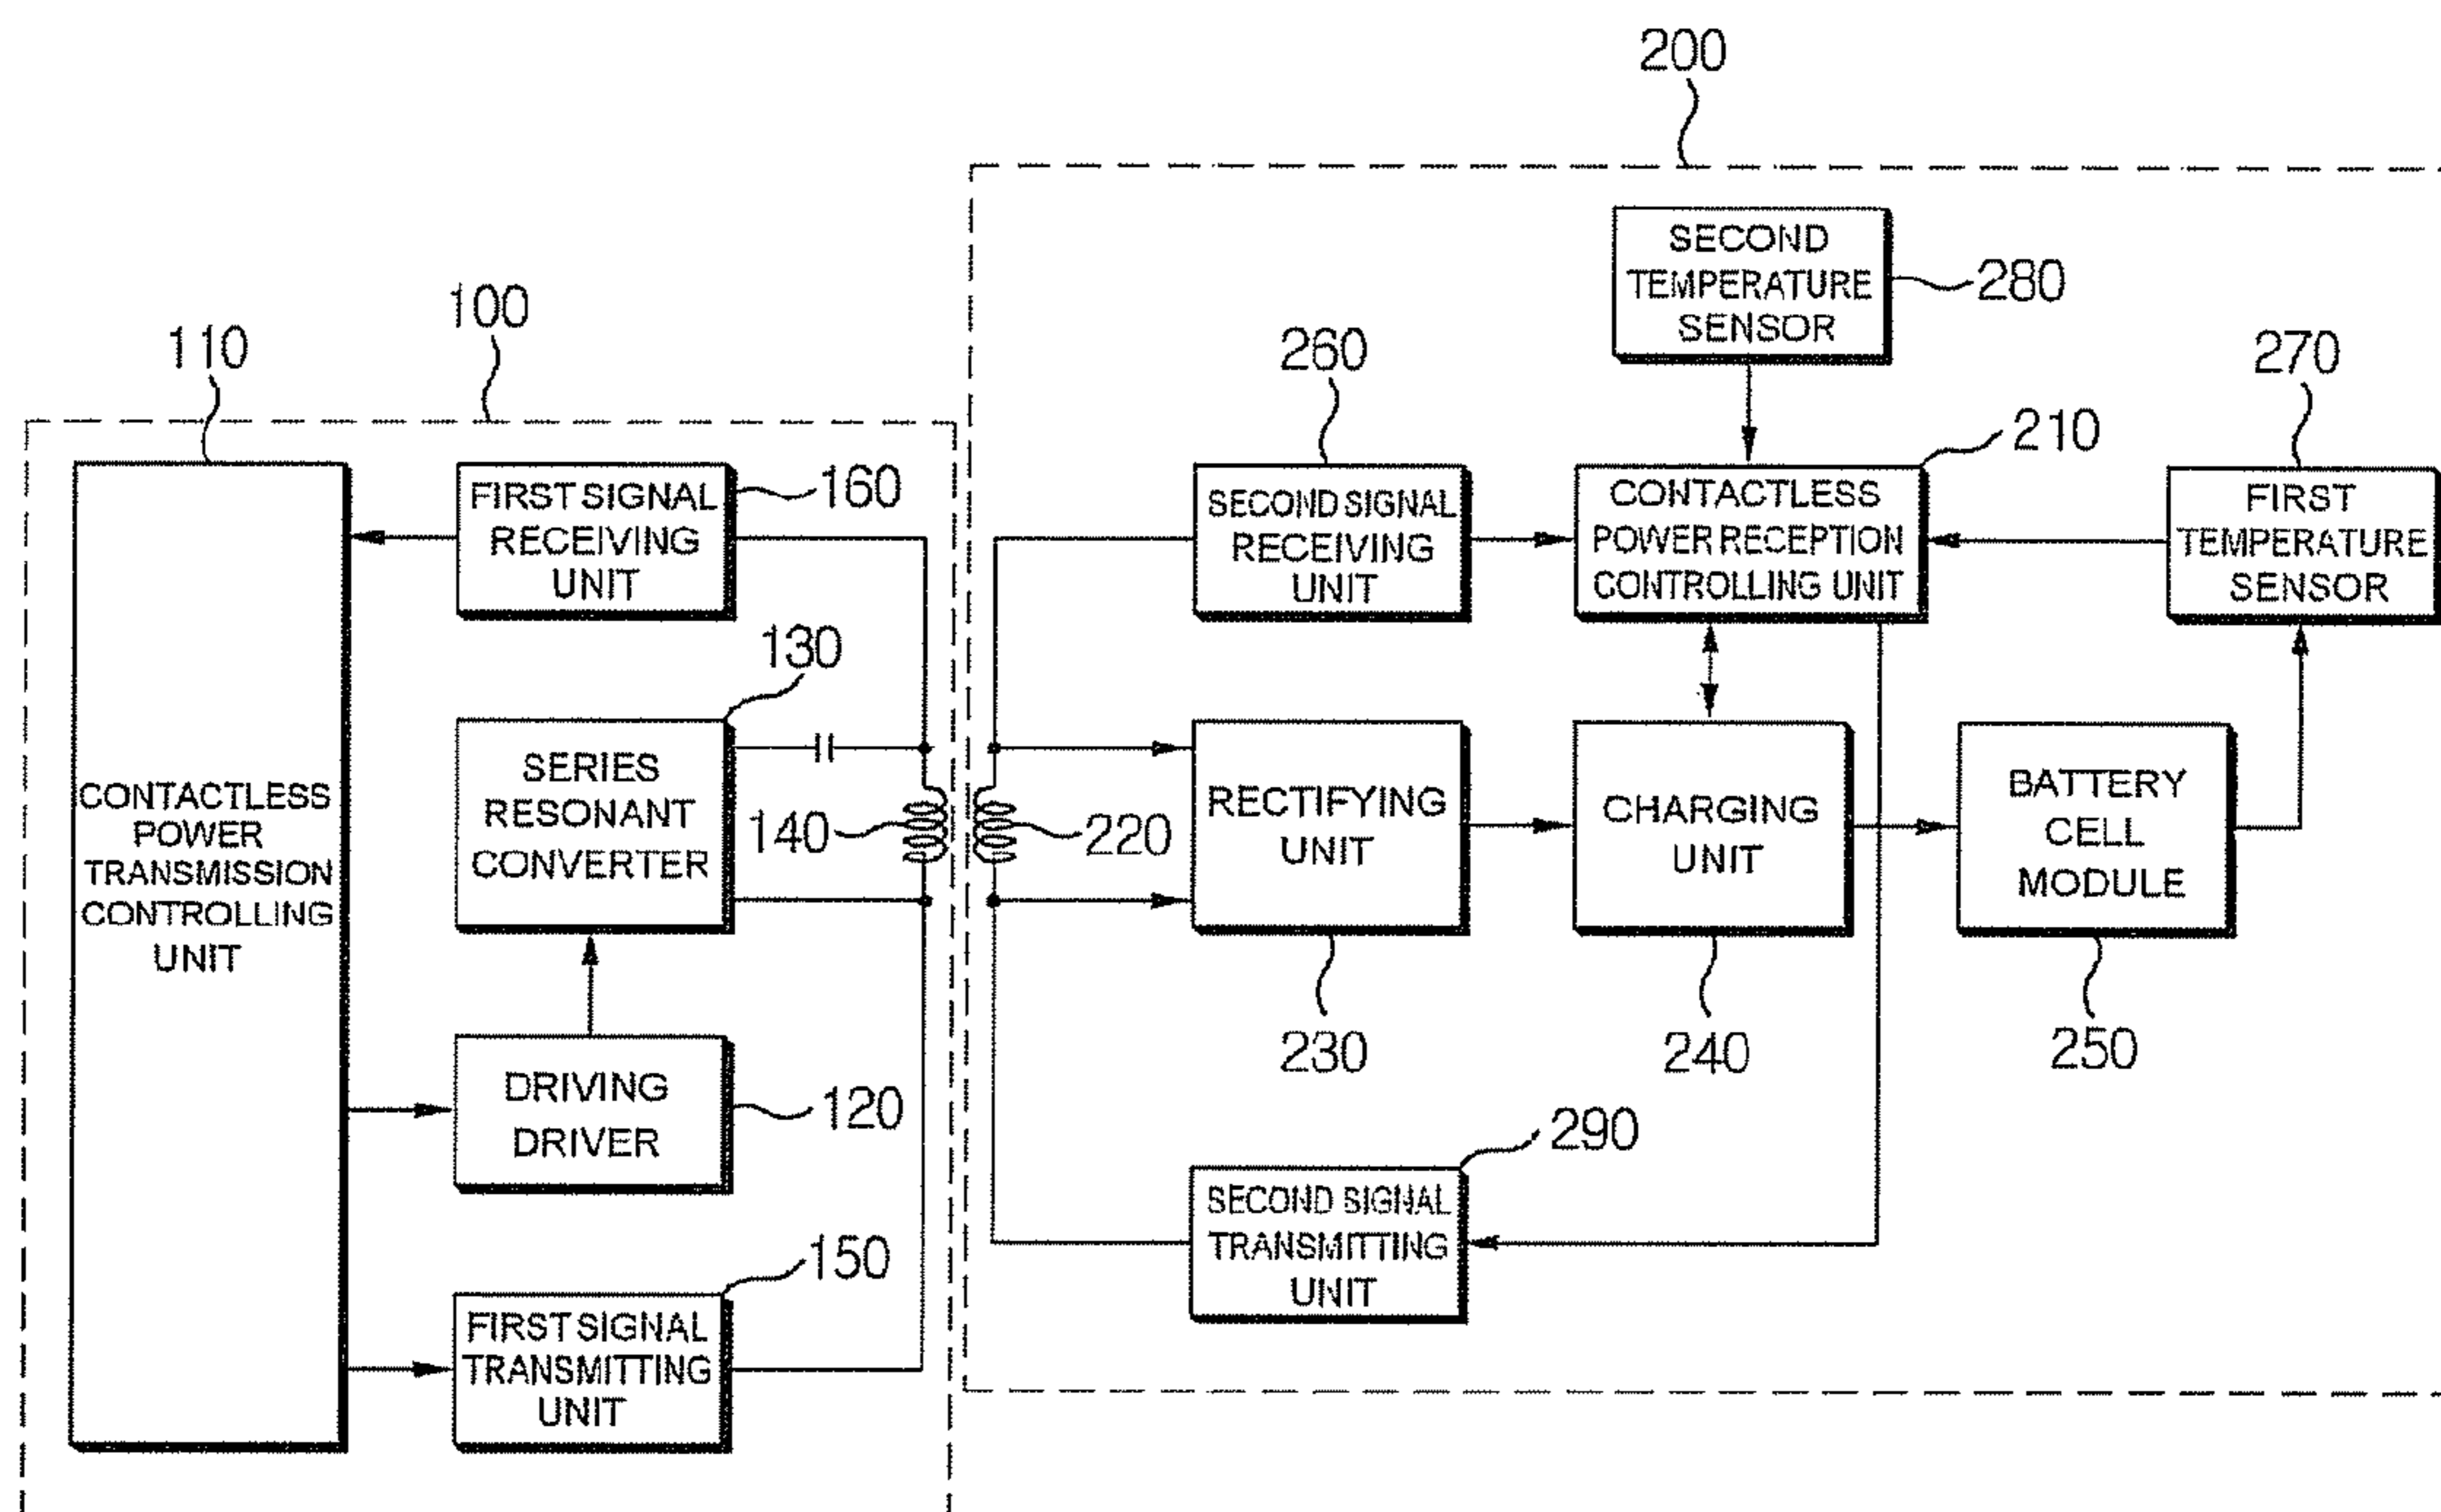 200
SECOND
TEMPERATURE
SENSOR
280
100
110
260
270
210
FIRST SIGNAL
RECEIVING
UNIT
160
SECOND SIGNAL
RECEIVING
UNIT
CONTACTLESS
POWER RECEPTION
CONTROLLING UNIT
FIRST
TEMPERATURE
SENSOR
130
CONTACTLESS
POWER
TRANSMISSION
CONTROLLING
UNIT
SERIES
RESONANT
CONVERTER
140
220
RECTIFYING
UNIT
CHARGING
UNIT
BATTERY
CELL
MODULE
230
240
250
DRIVING
DRIVER
120
290
SECOND SIGNAL
TRANSMITTING
UNIT
150
FIRST SIGNAL
TRANSMITTING
UNIT